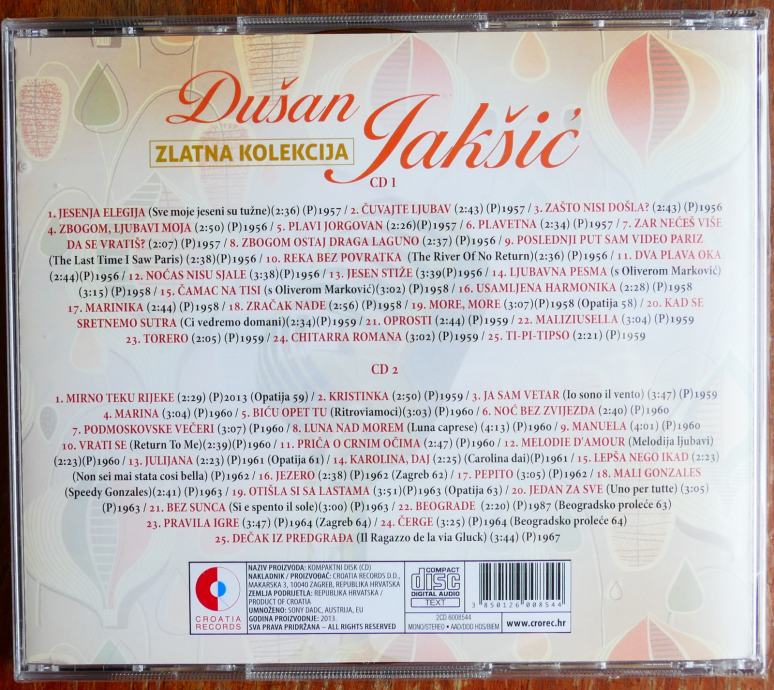 Dušan Jakšić
ZLATNA KOLEKCIJA
CD 1
1. JESENJA ELEGIJA (Sve moje jeseni su tužne)(2:36) (P)1957 / 2. ČUVAJTE LJUBAV (2:43) (P)1957 / 3. ZAŠTO NISI DOŠLA? (2:43) (P)1956
4. ZBOGOM, LJUBAVI MOJA (2:50) (P)1956 / 5. PLAVI JORGOVAN (2:26)(P)1957 / 6. PLAVETNA (2:34) (P)1957 / 7. ZAR NEĆEŠ VIŠE
DA SE VRATIŠ? (2:07) (P)1957 / 8. ZBOGOM OSTAJ DRAGA LAGUNO (2:37) (P)1956 / 9. POSLEDNJI PUT SAM VIDEO PARIZ
(The Last Time I Saw Paris) (2:38)(P)1956 / 10. REKA BEZ POVRATKA (The River Of No Return)(2:36) (P)1956 / 11. DVA PLAVA OKA
(2:44)(P)1956 / 12. NOĆAS NISU SJALE (3:38)(P)1956 / 13. JESEN STIŽE (3:39(P)1956 / 14. LJUBAVNA PESMA (s Oliverom Marković)
(3:15) (P)1958 / 15. ČAMAC NA TISI (s Oliverom Marković)(3:02) (P)1958 / 16. USAMLJENA HARMONIKA (2:28) (P)1958
17. MARINIKA (2:44) (P)1958 / 18. ZRAČAK NADE (2:56) (P)1958 / 19. MORE, MORE (3:07)(P)1958 (Opatija 58) / 20. KAD SE
SRETNEMO SUTRA (Ci vedremo domani)(2:34)(P)1959 / 21. OPROSTI (2:44) (P)1959 / 22. MALIZIUSELLA (3:04) (P)1959
23. TORERO (2:05) (P)1959 / 24. CHITARRA ROMANA (3:02) (P)1959 / 25. TI-PI-TIPSO (2:21) (P)1959
CD 2
1. MIRNO TEKU RIJEKE (2:29) (P)2013 (Opatija 59) / 2. KRISTINKA (2:50) (P)1959 / 3. JA SAM VETAR (Io sono il vento) (3:47) (P)1959
4. MARINA (3:04) (P)1960 / 5. BIĆU OPET TU (Ritroviamoci)(3:03) (P)1960 / 6. NOĆ BEZ ZVIJEZDA (2:40) (P)1960
7. PODMOSKOVSKE VEČERI (3:07) (P)1960 / 8. LUNA NAD MOREM (Luna caprese) (4:13) (P)1960 / 9. MANUELA (4:01) (P)1960
10. VRATI SE (Return To Me)(2:39)(P)1960 / 11. PRIČA O CRNIM OČIMA (2:47) (P)1960 / 12. MELODIE D'AMOUR (Melodija ljubavi)
(2:23)(P)1960 / 13. JULIJANA (2:23) (P)1961 (Opatija 61) / 14. KAROLINA, DAJ (2:25) (Carolina dai)(P)1961 / 15. LEPŠA NEGO IKAD (2:23)
(Non sei mai stata cosi bella) (P)1962 / 16. JEZERO (2:38) (P)1962 (Zagreb 62) / 17. PEPITO (3:05) (P)1962 / 18. MALI GONZALES
(Speedy Gonzales)(2:41) (P)1963 / 19. OTIŠLA SI SA LASTAMA (3:51)(P)1963 (Opatija 63) / 20. JEDAN ZA SVE (Uno per tutte) (3:05)
(P)1963 / 21. BEZ SUNCA (Si e spento il sole)(3:00) (P)1963 / 22. BEOGRADE (2:20) (P)1987 (Beogradsko proleće 63)
23. PRAVILA IGRE (3:47) (P)1964 (Zagreb 64) / 24. ČERGE (3:25) (P)1964 (Beogradsko proleće 64)
25. DEČAK IZ PREDGRAĐA (Il Ragazzo de la via Gluck) (3:44) (P)1967
CROATIA
RECORDS
NAZIV PROIZVODA: KOMPAKTNI DISK (CD)
NAKLADNIK / PROIZVOĐAČ: CROATIA RECORDS D.D.,
MAKARSKA 3, 10040 ZAGREB, REPUBLIKA HRVATSKA
ZEMLJA PODRIJETLA: REPUBLIKA HRVATSKA /
PRODUCT OF CROATIA
UMNOŽENO: SONY DADC, AUSTRIJA, EU
GODINA PROIZVODNJE: 2013.
SVA PRAVA PRIDRŽANA – ALL RIGHTS RESERVED
COMPACT
disc
DIGITAL AUDIO
TEXT
2CD 6008544
MONO/STEREO • AAD/DDD HDS/BIEM
3 850126 008544
www.crorec.hr